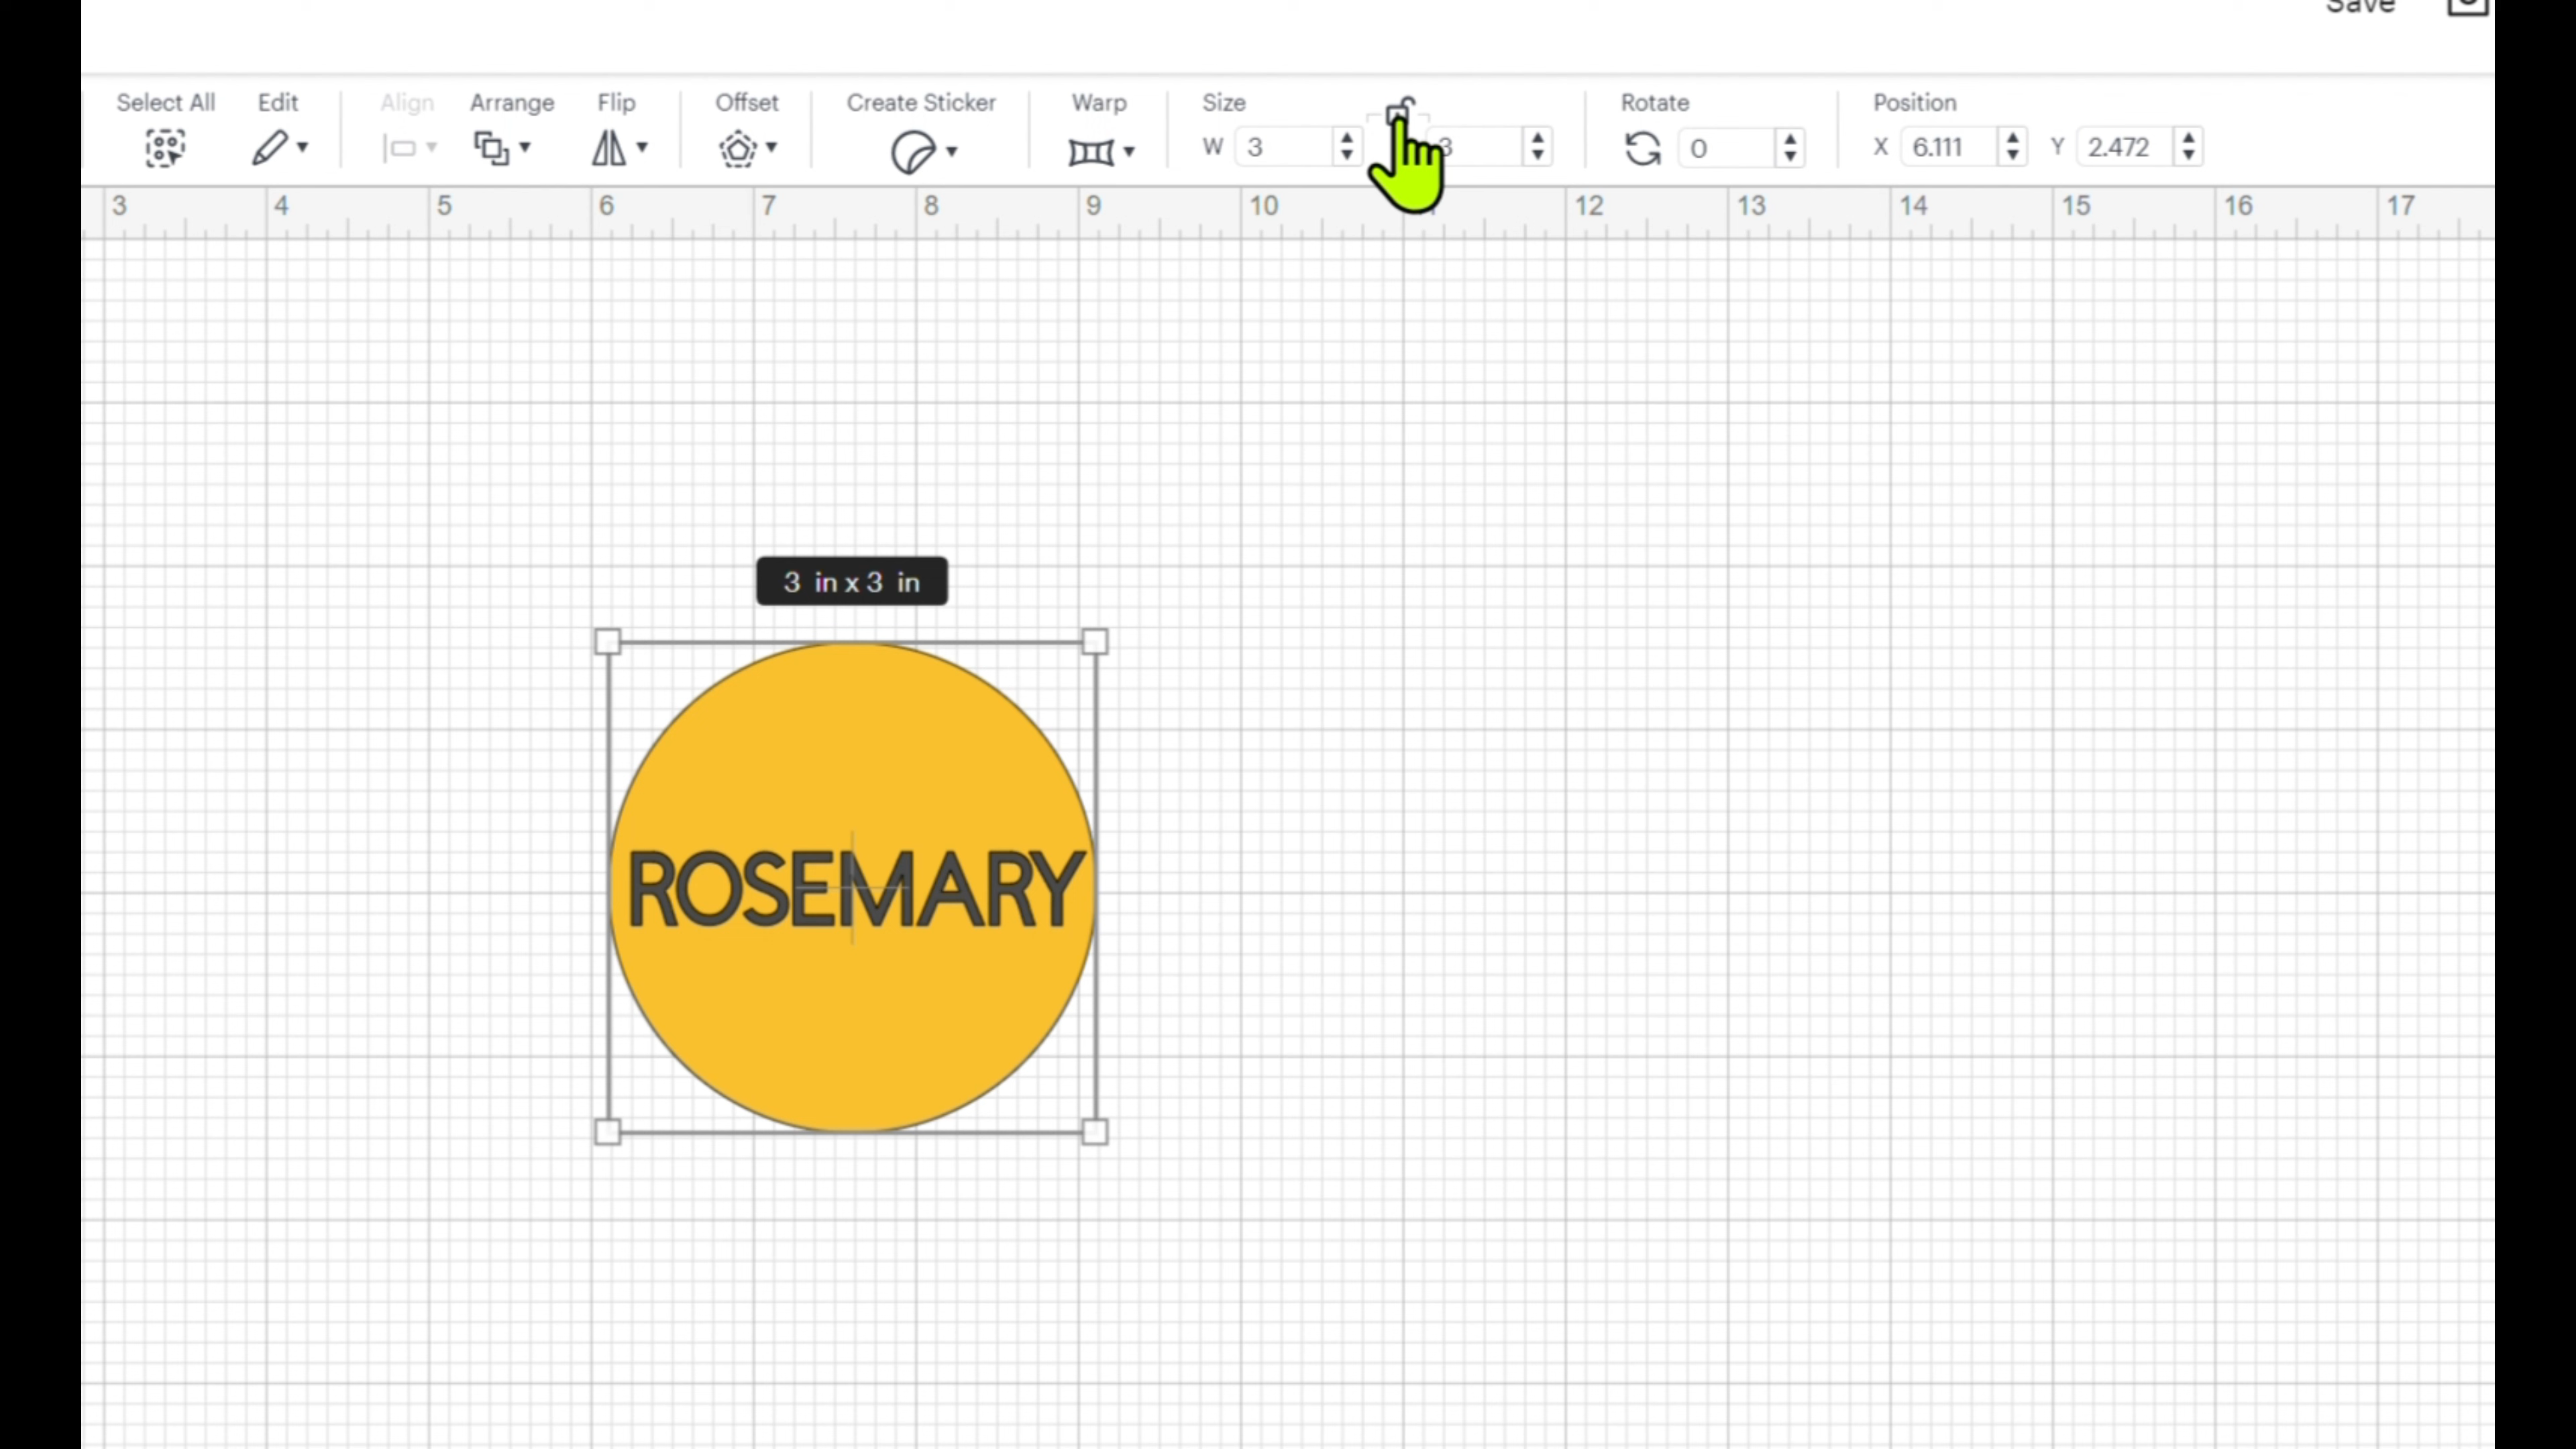 Save
Select All Edit Align Arrange Flip Offset Create Sticker Warp Size Rotate Position
W 3 3 0 X 6.111 Y 2.472
3 4 5 6 7 8 9 10 12 13 14 15 16 17
3 in x 3 in
ROSEMARY